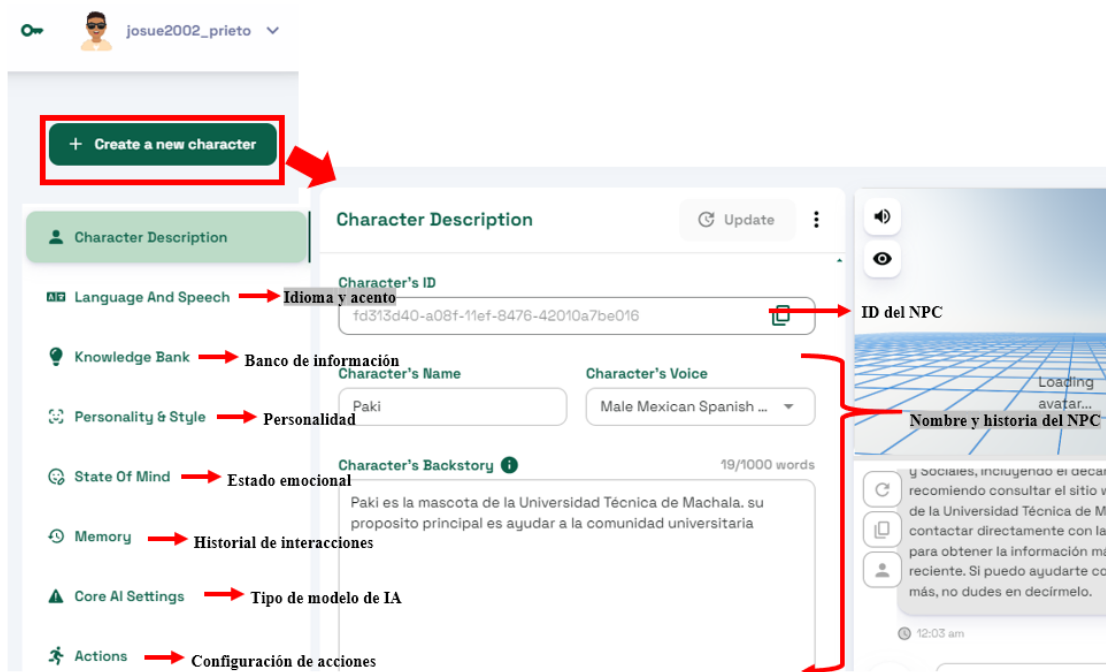 josue2002_prieto
+ Create a new character
Character Description
Language And Speech
Idioma y acento
Knowledge Bank
Banco de información
Personality & Style
Personalidad
State Of Mind
Estado emocional
Memory
Historial de interacciones
Core AI Settings
Tipo de modelo de IA
Actions
Configuración de acciones
Character Description
Update
Character's ID
fd313d40-a08f-11ef-8476-42010a7be016
ID del NPC
Character's Name
Character's Voice
Paki
Male Mexican Spanish ...
Nombre y historia del NPC
Character's Backstory
19/1000 words
Paki es la mascota de la Universidad Técnica de Machala. su
proposito principal es ayudar a la comunidad universitaria
Loading
avatar...
y Sociales, incluyendo el decan
recomiendo consultar el sitio w
de la Universidad Técnica de M
contactar directamente con la
para obtener la información má
reciente. Si puedo ayudarte co
más, no dudes en decírmelo.
12:03 am